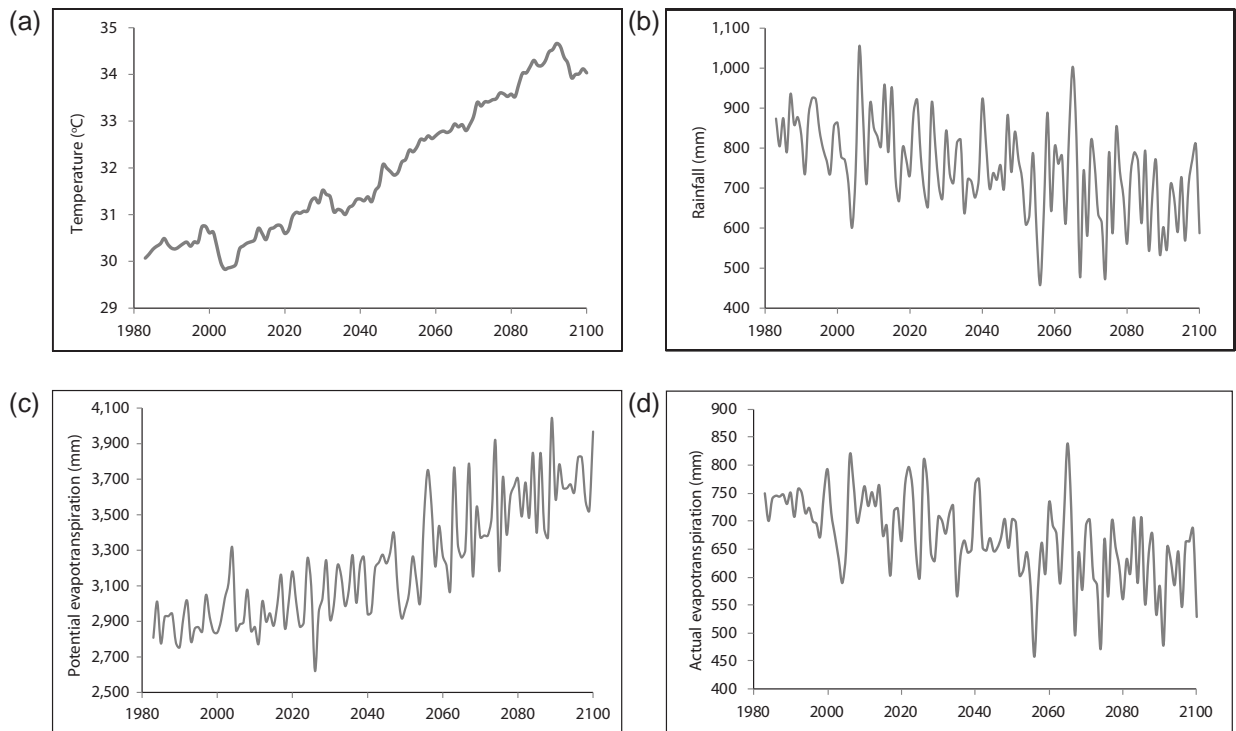 (a)
Temperature (°C)
35
34
33
32
31
30
29
1980 2000 2020 2040 2060 2080 2100
(b)
Rainfall (mm)
1,100
1,000
900
800
700
600
500
400
1980 2000 2020 2040 2060 2080 2100
(c)
Potential evapotranspiration (mm)
4,100
3,900
3,700
3,500
3,300
3,100
2,900
2,700
2,500
1980 2000 2020 2040 2060 2080 2100
(d)
Actual evapotranspiration (mm)
900
850
800
750
700
650
600
550
500
450
400
1980 2000 2020 2040 2060 2080 2100